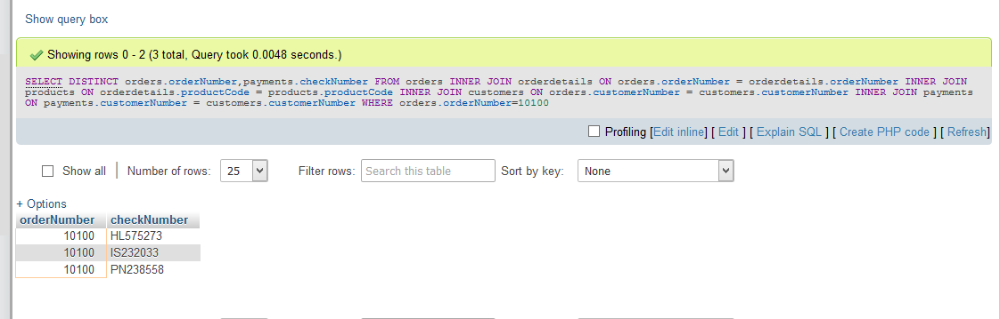 Show query box
Showing rows 0 - 2 (3 total, Query took 0.0048 seconds.)
SELECT DISTINCT orders.orderNumber,payments.checkNumber FROM orders INNER JOIN orderdetails ON orders.orderNumber = orderdetails.orderNumber INNER JOIN
products ON orderdetails.productCode = products.productCode INNER JOIN customers ON orders.customerNumber = customers.customerNumber INNER JOIN payments
ON payments.customerNumber = customers.customerNumber WHERE orders.orderNumber=10100
Profiling [Edit inline] [ Edit ] [ Explain SQL ] [ Create PHP code ] [ Refresh]
Show all | Number of rows: 25 Filter rows: Search this table Sort by key: None
+ Options
orderNumber checkNumber
10100 HL575273
10100 IS232033
10100 PN238558